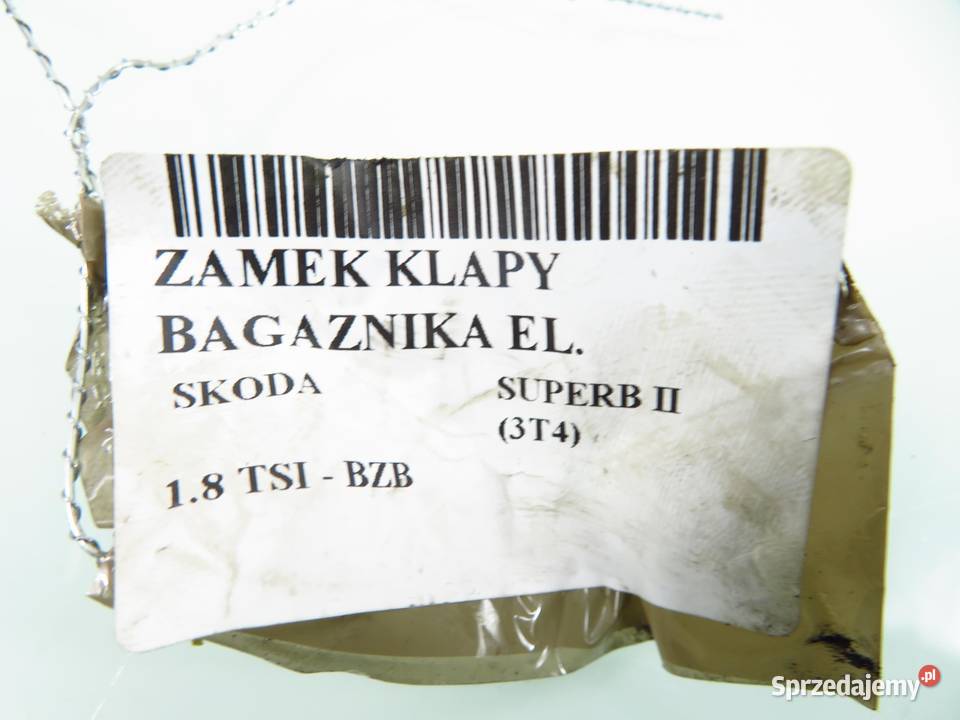 ZAMEK KLAPY
BAGAZNIKA EL.
SKODA SUPERB II
(3T4)
1.8 TSI - BZB
Sprzedajemy.pl